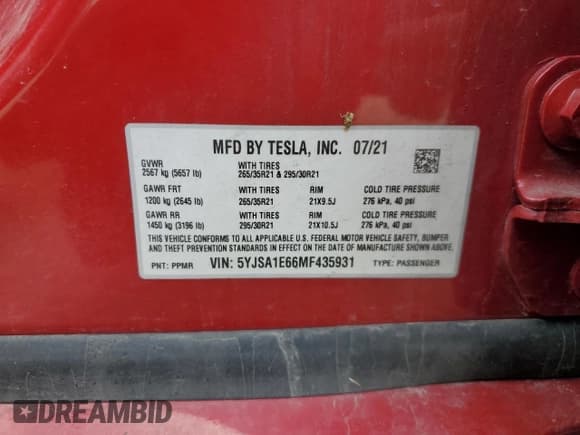 MFD BY TESLA, INC. 07/21
GVWR WITH TIRES
2567 kg (5657 lb) 265/35R21 & 295/30R21
GAWR FRT WITH TIRES RIM COLD TIRE PRESSURE
1200 kg (2645 lb) 265/35R21 21X9.5J 276 kPa, 40 psi
GAWR RR WITH TIRES RIM COLD TIRE PRESSURE
1450 kg (3196 lb) 295/30R21 21X10.5J 276 kPa, 40 psi
THIS VEHICLE CONFORMS TO ALL APPLICABLE U.S. FEDERAL MOTOR VEHICLE SAFETY, BUMPER
AND THEFT PREVENTION STANDARDS IN EFFECT ON THE DATE OF MANUFACTURE SHOWN ABOVE.
PNT: PPMR VIN: 5YJSA1E66MF435931 TYPE: PASSENGER
DREAMBID